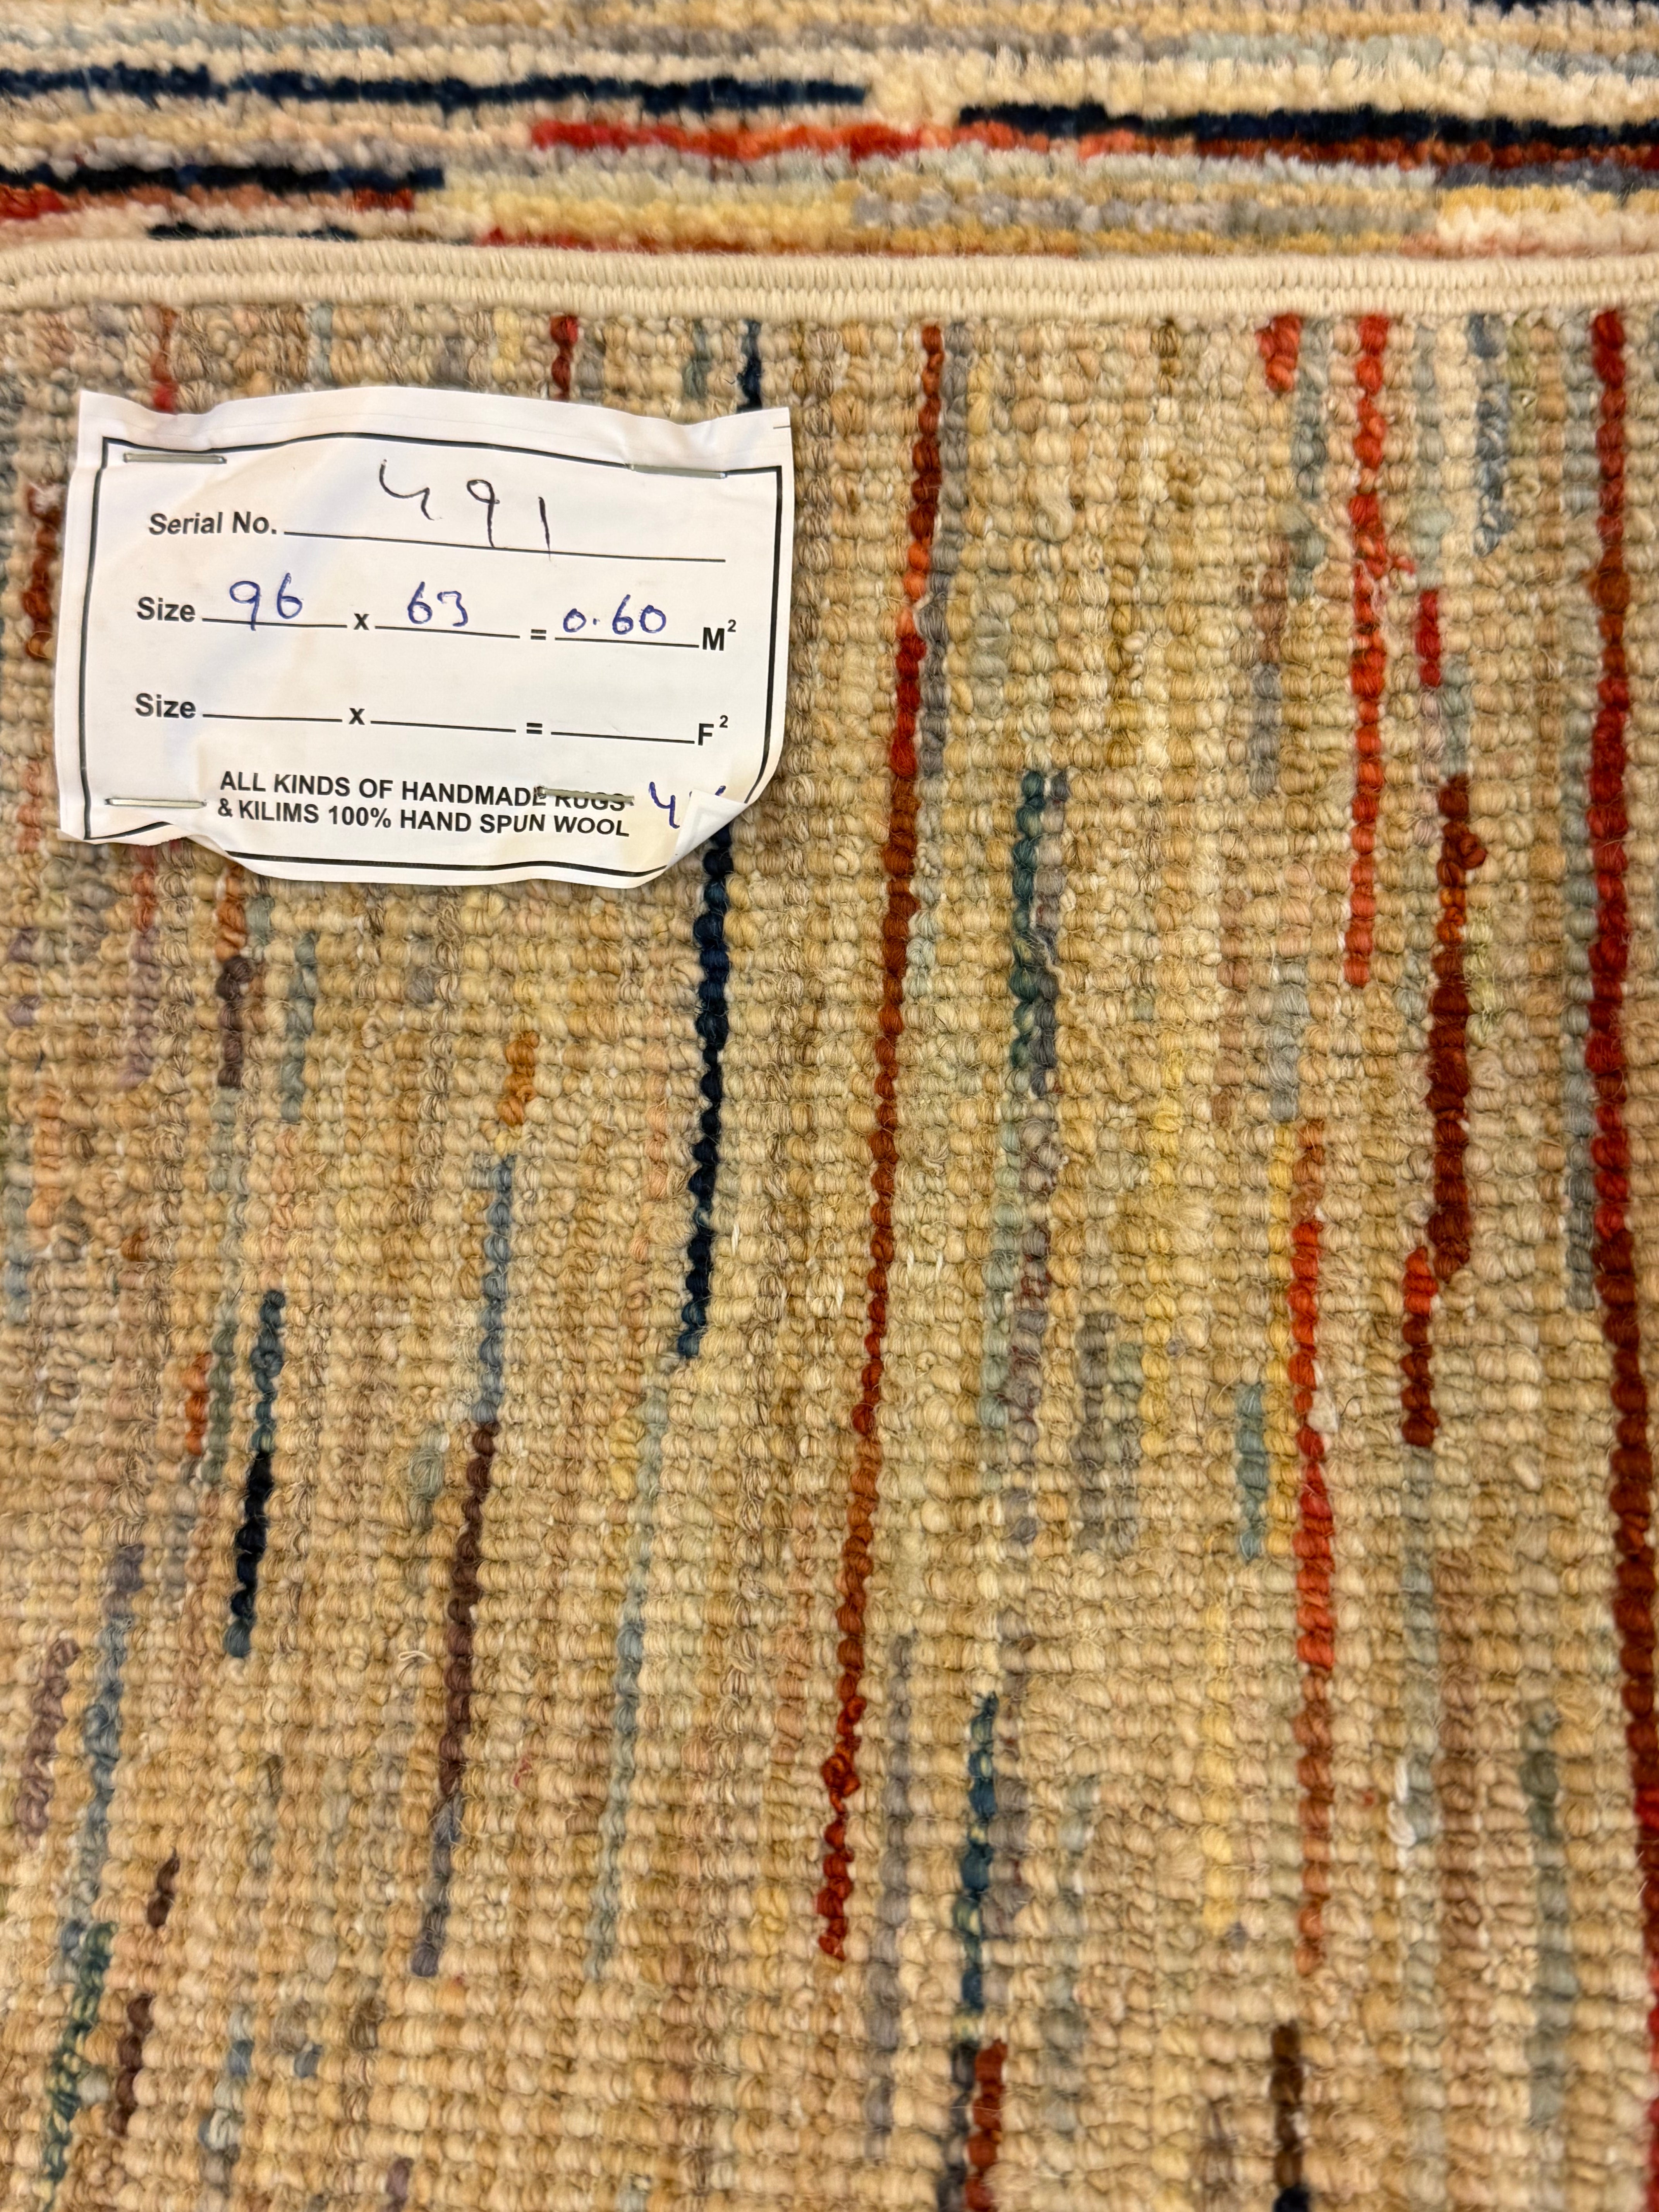 Serial No. 491
Size 96 x 63 = 0.60 M²
Size x = F²
ALL KINDS OF HANDMADE RUGS
& KILIMS 100% HAND SPUN WOOL